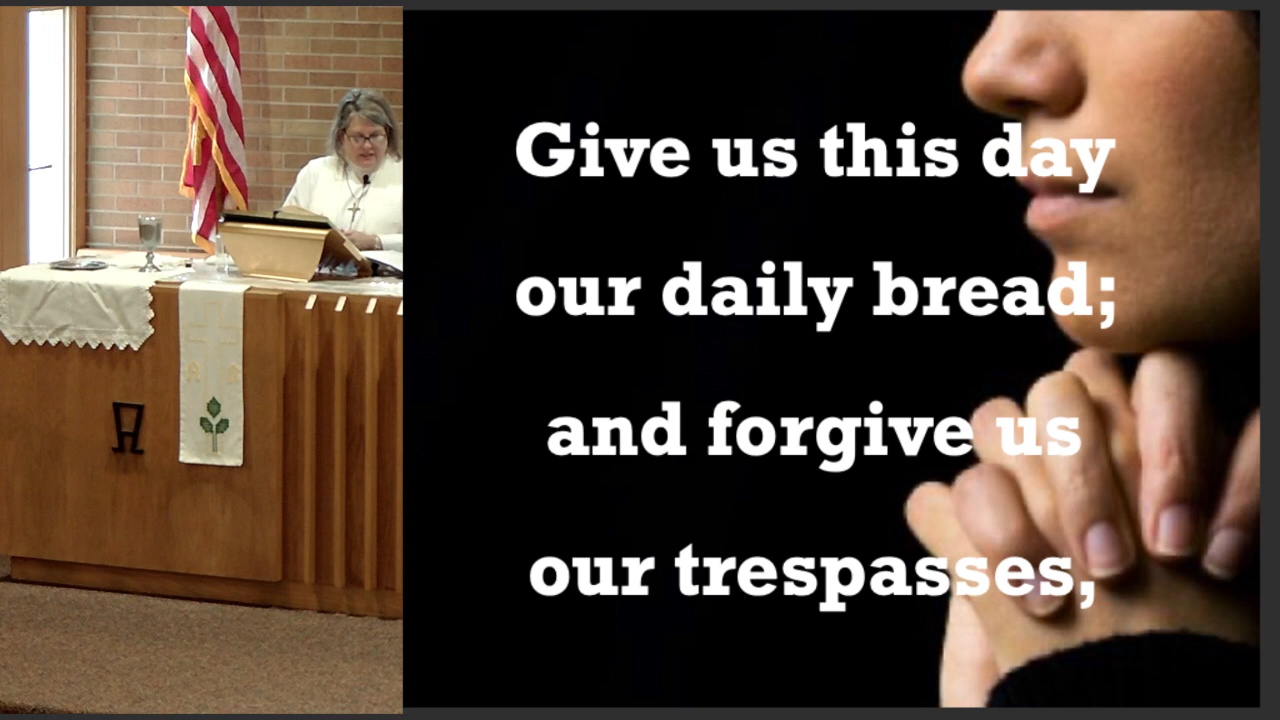 Give us this day
our daily bread;
and forgive us
our trespasses,